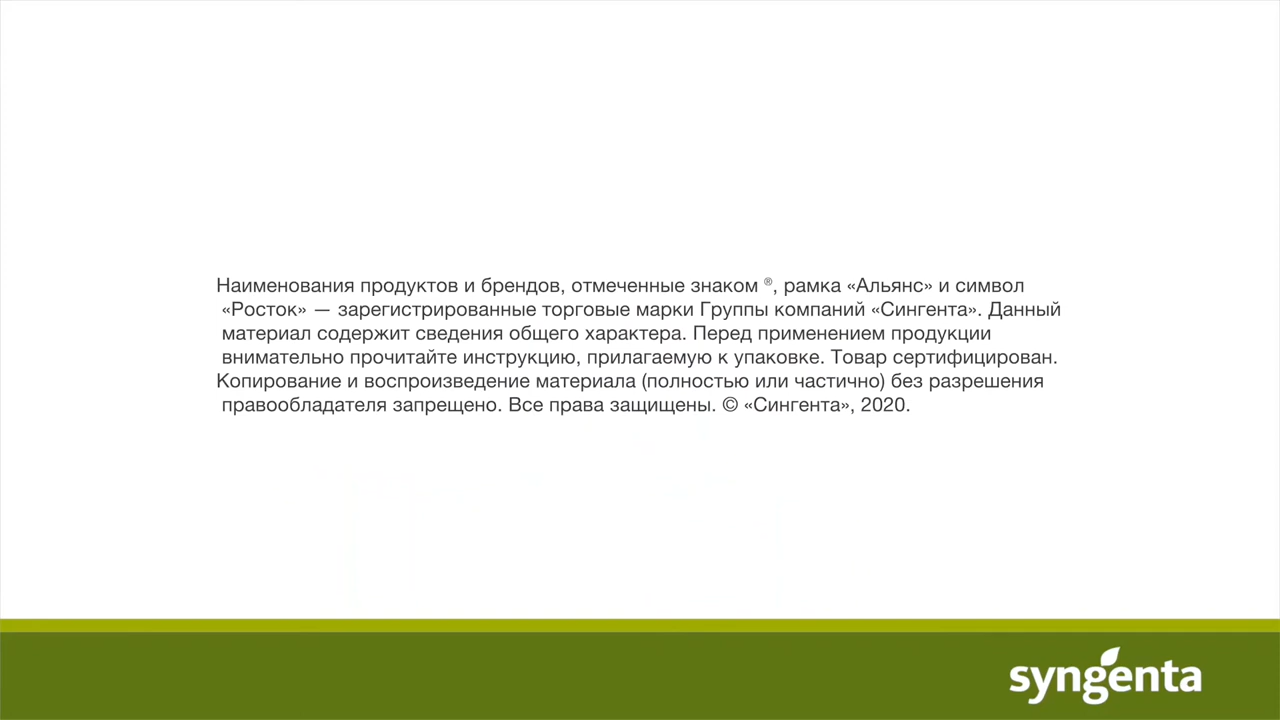 Наименования продуктов и брендов, отмеченные знаком ®, рамка «Альянс» и символ
«Росток» — зарегистрированные торговые марки Группы компаний «Сингента». Данный
материал содержит сведения общего характера. Перед применением продукции
внимательно прочитайте инструкцию, прилагаемую к упаковке. Товар сертифицирован.
Копирование и воспроизведение материала (полностью или частично) без разрешения
правообладателя запрещено. Все права защищены. © «Сингента», 2020.
syngenta